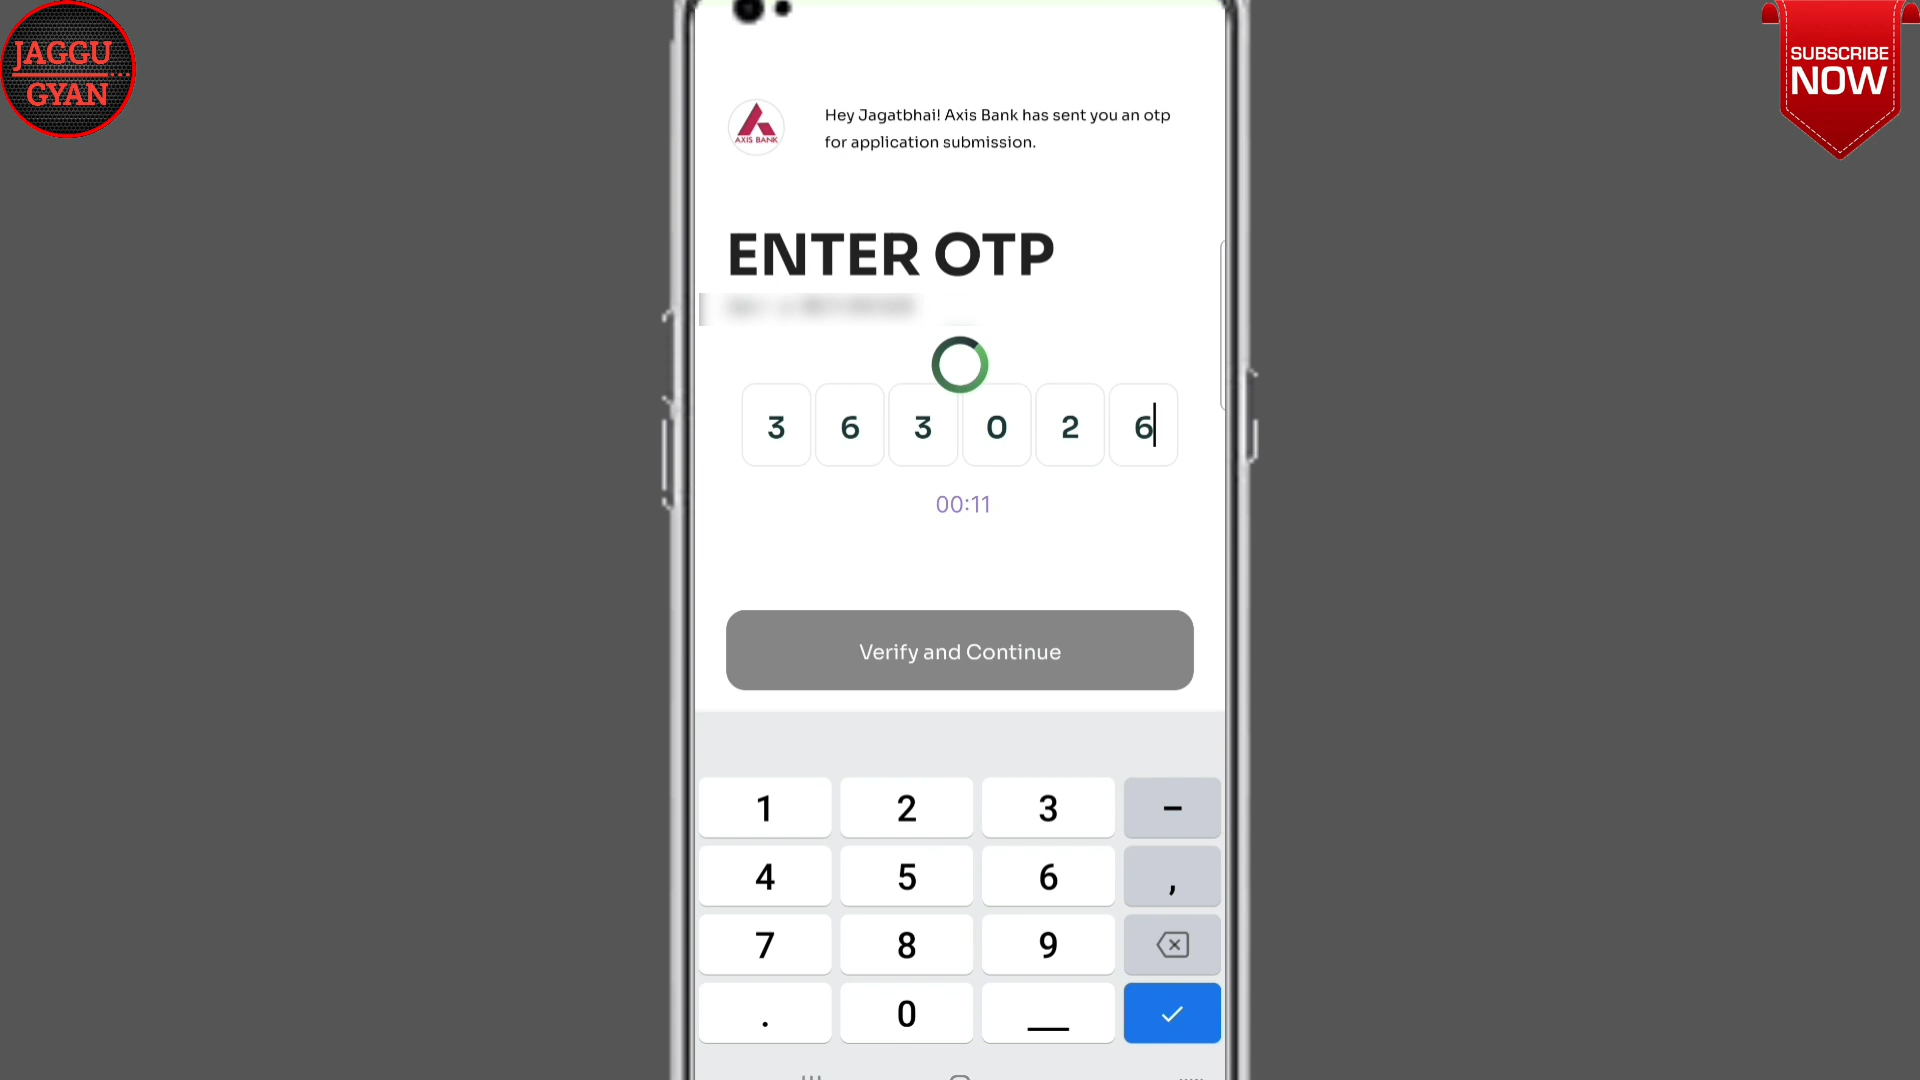 JAGGU
GYAN
SUBSCRIBE
NOW
AXIS BANK
Hey Jagatbhai! Axis Bank has sent you an otp
for application submission.
ENTER OTP
3 6 3 0 2 6
00:11
Verify and Continue
1 2 3 -
4 5 6 ,
7 8 9
. 0 _